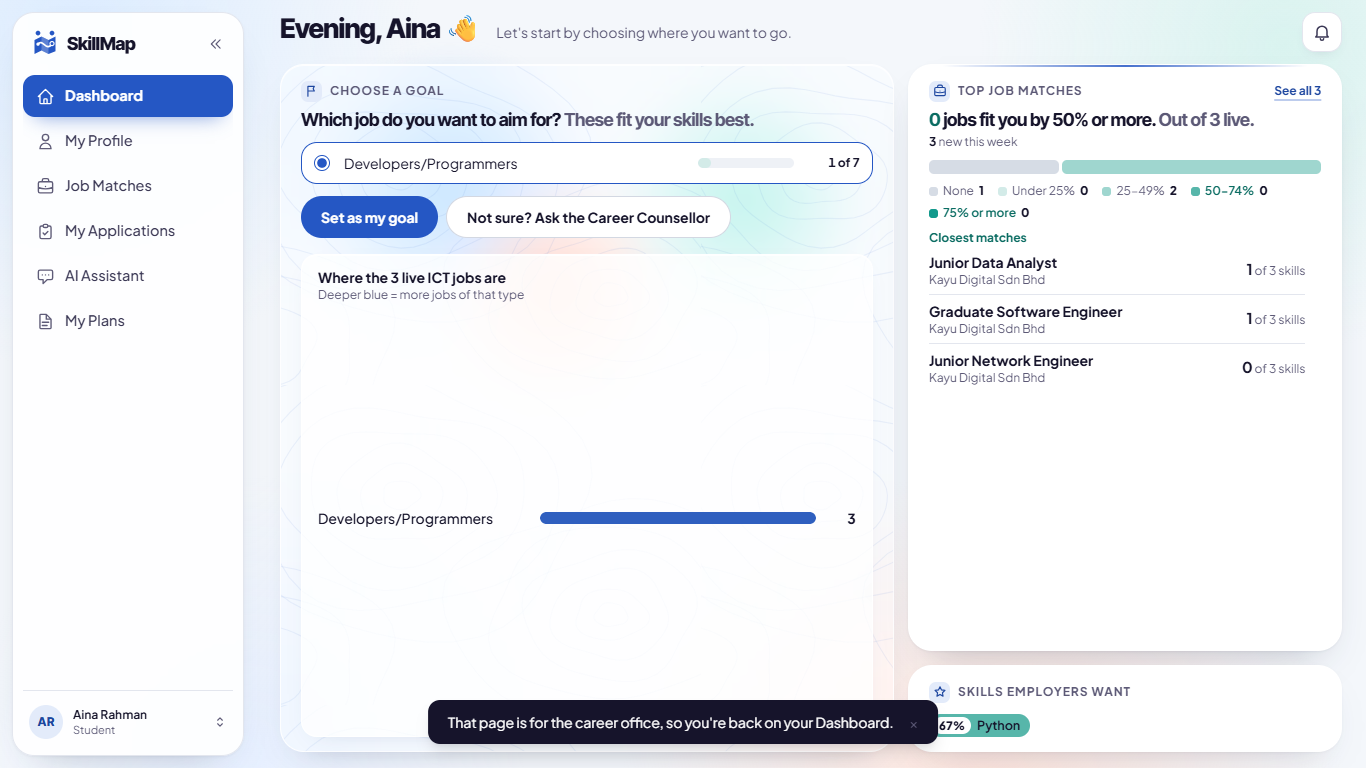 SkillMap
Dashboard
My Profile
Job Matches
My Applications
AI Assistant
My Plans
AR
Aina Rahman
Student
Evening, Aina 👋
Let's start by choosing where you want to go.
CHOOSE A GOAL
Which job do you want to aim for? These fit your skills best.
Developers/Programmers 1 of 7
Set as my goal
Not sure? Ask the Career Counsellor
Where the 3 live ICT jobs are
Deeper blue = more jobs of that type
Developers/Programmers 3
TOP JOB MATCHES
See all 3
0 jobs fit you by 50% or more. Out of 3 live.
3 new this week
None 1 Under 25% 0 25–49% 2 50–74% 0
75% or more 0
Closest matches
Junior Data Analyst
Kayu Digital Sdn Bhd
1 of 3 skills
Graduate Software Engineer
Kayu Digital Sdn Bhd
1 of 3 skills
Junior Network Engineer
Kayu Digital Sdn Bhd
0 of 3 skills
SKILLS EMPLOYERS WANT
67% Python
That page is for the career office, so you're back on your Dashboard. ×